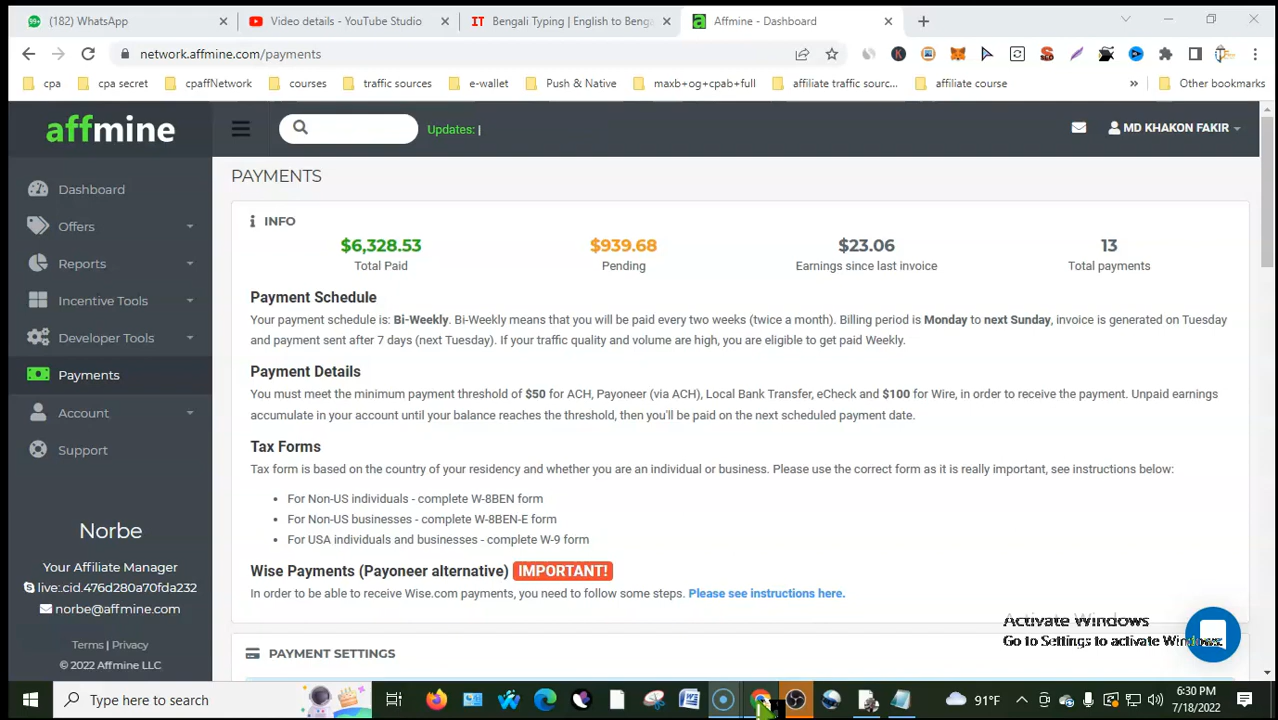 (182) WhatsApp
Video details - YouTube Studio
IT Bengali Typing | English to Beng
Affmine - Dashboard
network.affmine.com/payments
cpa
cpa secret
cpaffNetwork
courses
traffic sources
e-wallet
Push & Native
maxb+og+cpab+full
affiliate traffic sourc...
affiliate course
»
Other bookmarks
affmine
Updates: |
MD KHAKON FAKIR
Dashboard
Offers
Reports
Incentive Tools
Developer Tools
Payments
Account
Support
Norbe
Your Affiliate Manager
live:cid.476d280a70fda232
norbe@affmine.com
Terms | Privacy
© 2022 Affmine LLC
PAYMENTS
INFO
$6,328.53 $939.68 $23.06 13
Total Paid Pending Earnings since last invoice Total payments
Payment Schedule
Your payment schedule is: Bi-Weekly. Bi-Weekly means that you will be paid every two weeks (twice a month). Billing period is Monday to next Sunday, invoice is generated on Tuesday
and payment sent after 7 days (next Tuesday). If your traffic quality and volume are high, you are eligible to get paid Weekly.
Payment Details
You must meet the minimum payment threshold of $50 for ACH, Payoneer (via ACH), Local Bank Transfer, eCheck and $100 for Wire, in order to receive the payment. Unpaid earnings
accumulate in your account until your balance reaches the threshold, then you'll be paid on the next scheduled payment date.
Tax Forms
Tax form is based on the country of your residency and whether you are an individual or business. Please use the correct form as it is really important, see instructions below:
• For Non-US individuals - complete W-8BEN form
• For Non-US businesses - complete W-8BEN-E form
• For USA individuals and businesses - complete W-9 form
Wise Payments (Payoneer alternative) IMPORTANT!
In order to be able to receive Wise.com payments, you need to follow some steps. Please see instructions here.
Activate Windows
Go to Settings to activate Windows.
PAYMENT SETTINGS
Type here to search
91°F
6:30 PM
7/18/2022